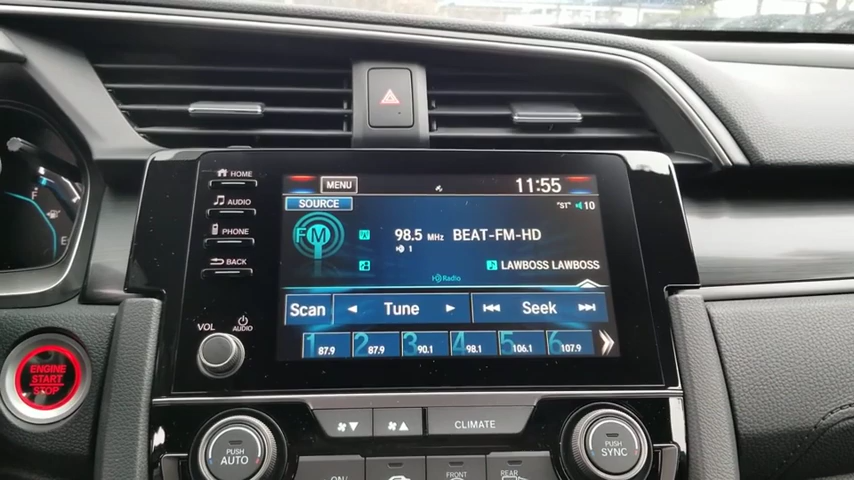 HOME
AUDIO
PHONE
BACK
VOL AUDIO
MENU 11:55
SOURCE "ST" 10
FM 98.5 MHz BEAT-FM-HD
1
LAWBOSS LAWBOSS
HD Radio
Scan Tune Seek
1 87.9 2 87.9 3 90.1 4 98.1 5 106.1 6 107.9
F
E
ENGINE
START
STOP
CLIMATE
PUSH
AUTO
PUSH
SYNC
ON/
FRONT
REAR